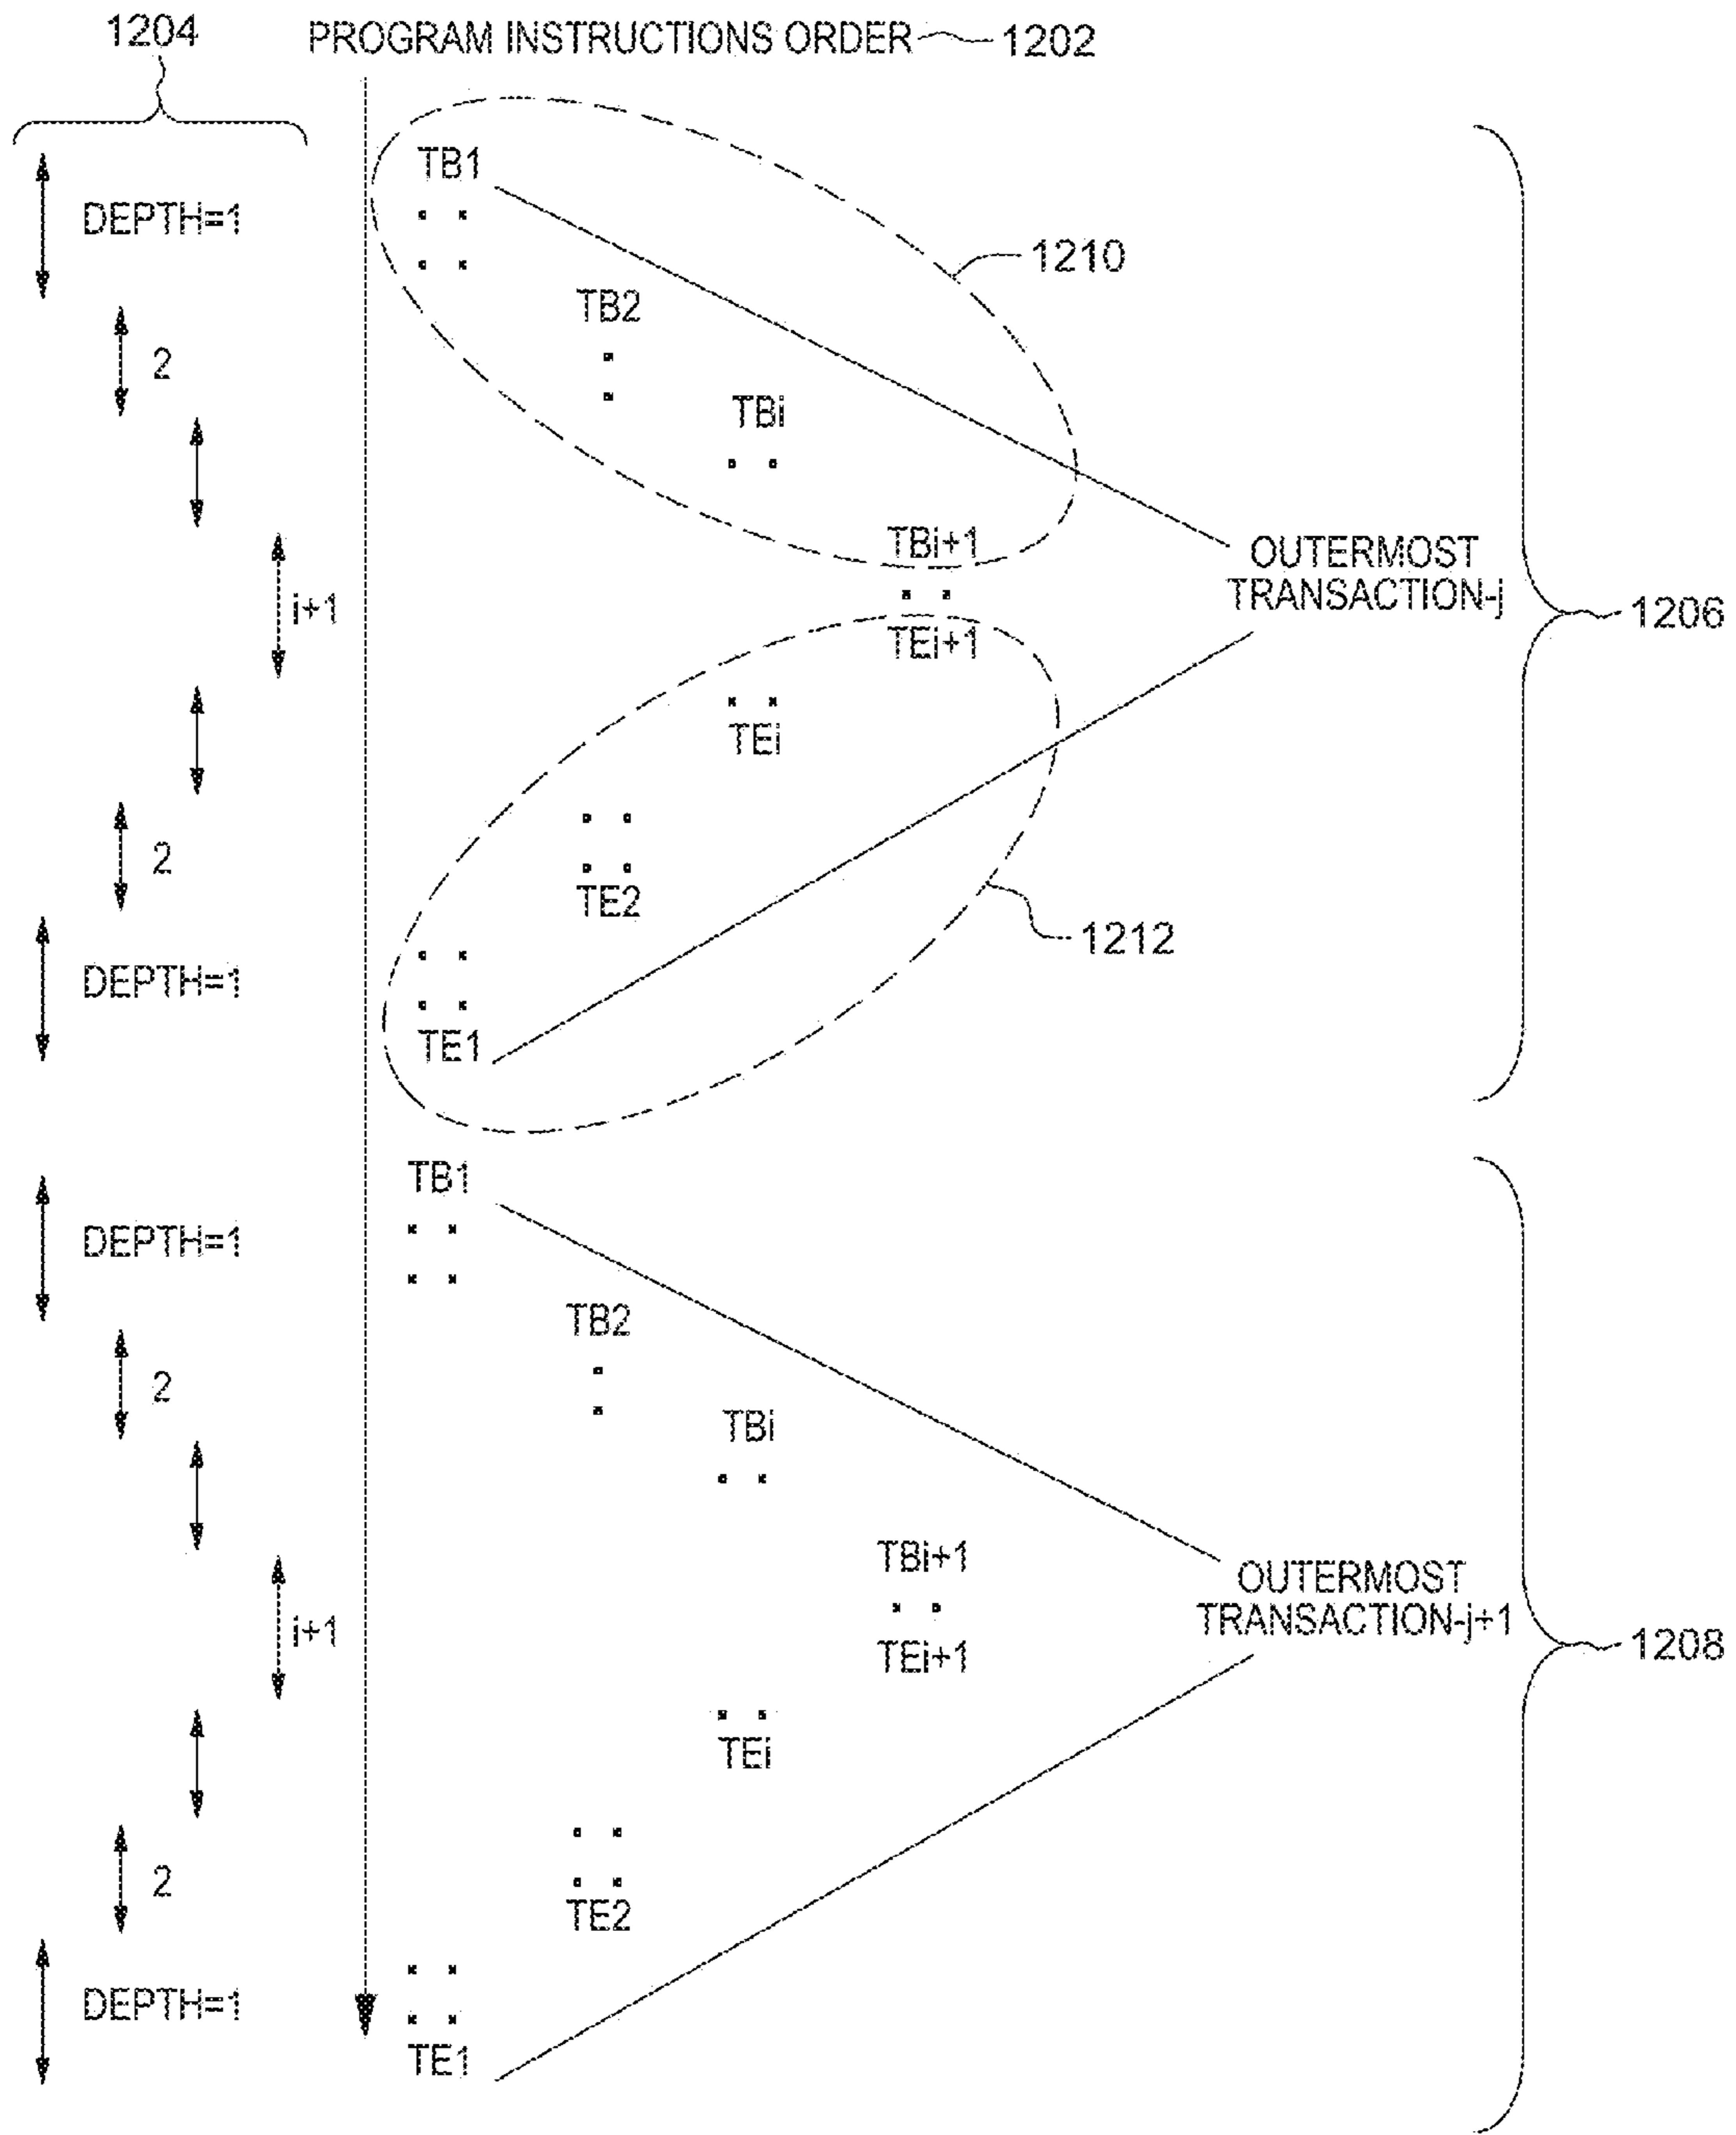 1204 PROGRAM INSTRUCTIONS ORDER 1202
TB1
DEPTH=1
1210
TB2
2
TBi
TBi+1
OUTERMOST
TRANSACTION-j
i+1
1206
TEi+1
TEi
2
TE2
1212
DEPTH=1
TE1
TB1
DEPTH=1
TB2
2
TBi
TBi+1
OUTERMOST
TRANSACTION-j+1
i+1
1208
TEi+1
TEi
2
TE2
DEPTH=1
TE1